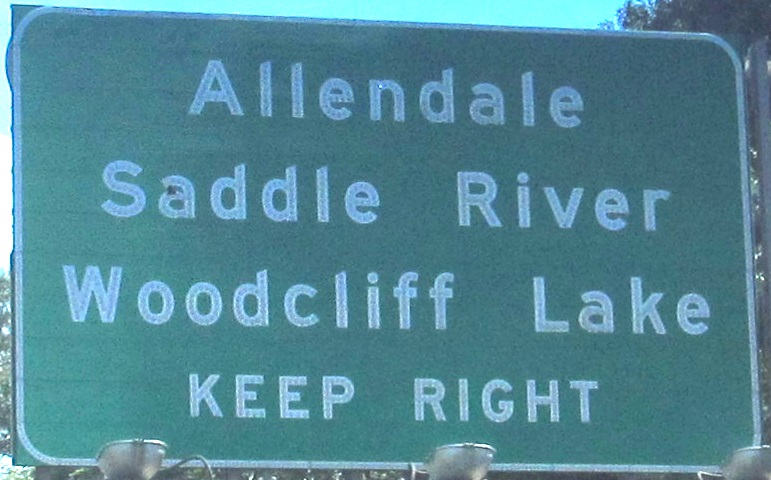 Allendale
Saddle River
Woodcliff Lake
KEEP RIGHT